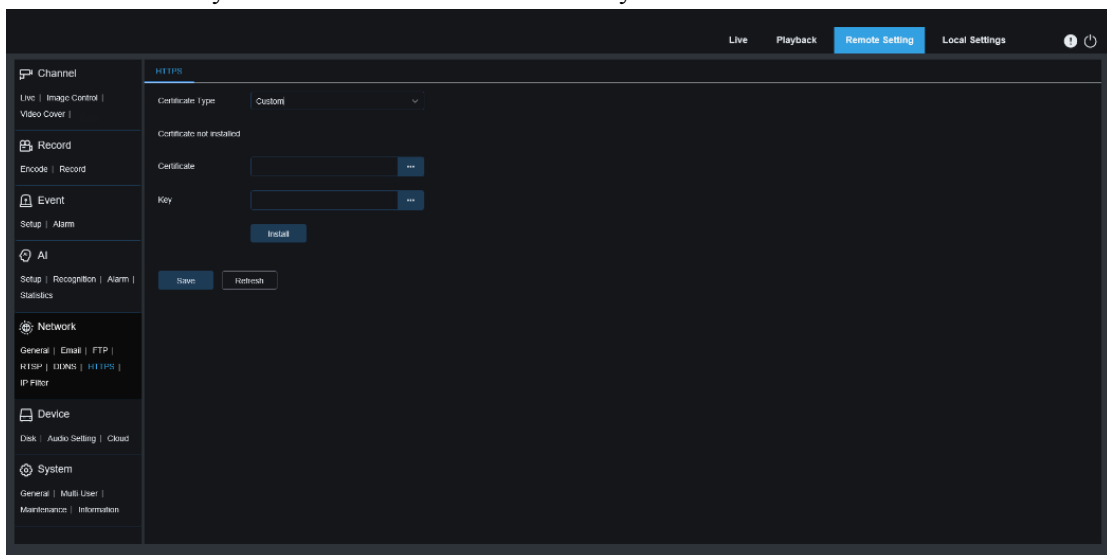 Live Playback Remote Setting Local Settings
Channel
Live | Image Control |
Video Cover |
Record
Encode | Record
Event
Setup | Alarm
AI
Setup | Recognition | Alarm |
Statistics
Network
General | Email | FTP |
RTSP | DDNS | HTTPS |
IP Filter
Device
Disk | Audio Setting | Cloud
System
General | Multi User |
Maintenance | Information
HTTPS
Certificate Type Custom
Certificate not installed
Certificate ...
Key ...
Install
Save Refresh